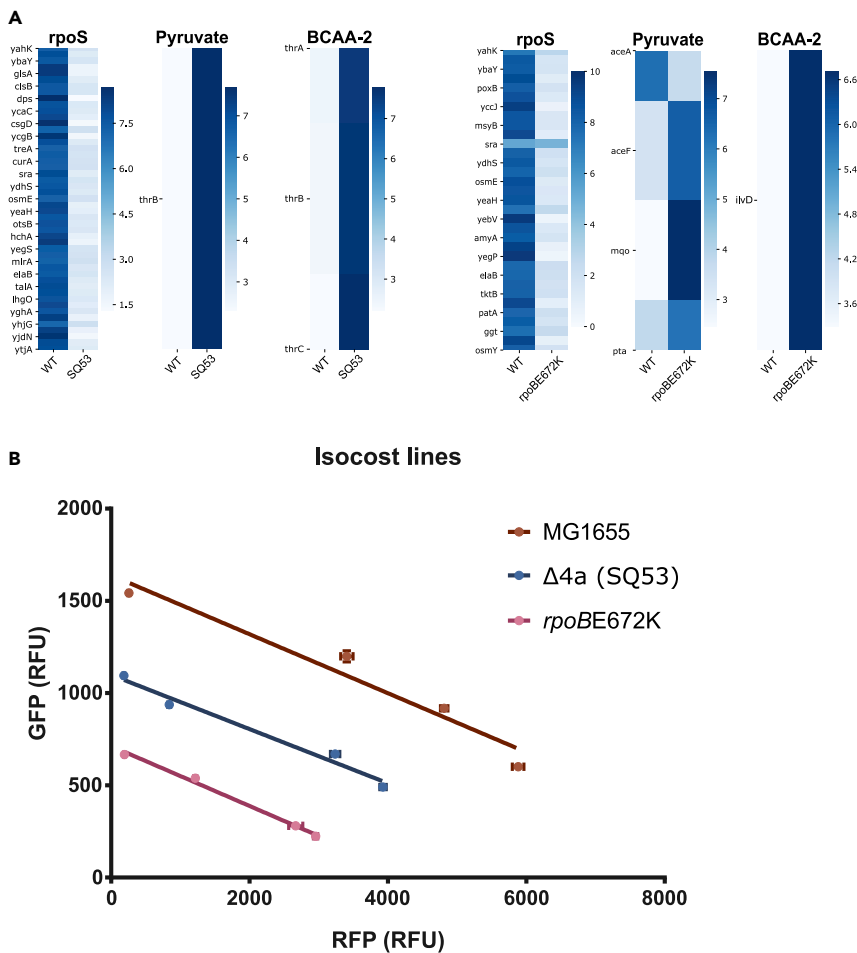 A
rpoS
yahK
ybaY
glsA
clsB
dps
ycaC
csgD
ycgB
treA
curA
sra
ydhS
osmE
yeaH
otsB
hchA
yegS
mlrA
elaB
talA
lhgO
yghA
yhjG
yjdN
ytjA
WT
SQ53
7.5
6.0
4.5
3.0
1.5
Pyruvate
thrB
WT
SQ53
7
6
5
4
3
BCAA-2
thrA
thrB
thrC
WT
SQ53
7
6
5
4
3
rpoS
yahK
ybaY
poxB
yccJ
msyB
sra
ydhS
osmE
yeaH
yebV
amyA
yegP
elaB
tktB
patA
ggt
osmY
WT
rpoBE672K
10
8
6
4
2
0
Pyruvate
aceA
aceF
mqo
pta
WT
rpoBE672K
7
6
5
4
3
BCAA-2
ilvD
WT
rpoBE672K
6.6
6.0
5.4
4.8
4.2
3.6
B
Isocost lines
GFP (RFU)
2000
1500
1000
500
0
0 2000 4000 6000 8000
RFP (RFU)
MG1655
Δ4a (SQ53)
rpoBE672K